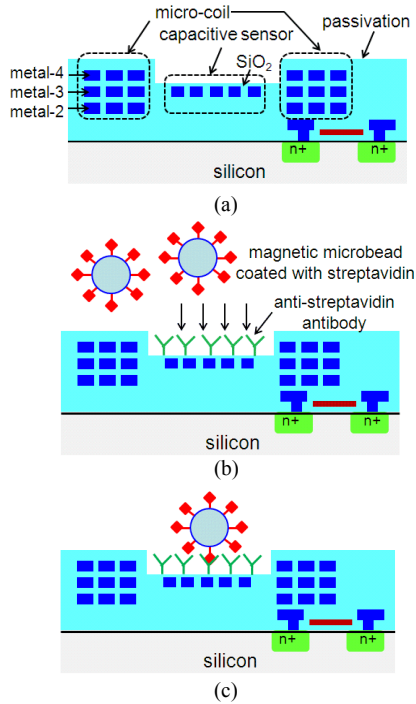 micro-coil
capacitive sensor
passivation
SiO2
metal-4
metal-3
metal-2
n+
n+
silicon
(a)
magnetic microbead
coated with streptavidin
anti-streptavidin
antibody
n+
n+
silicon
(b)
n+
n+
silicon
(c)